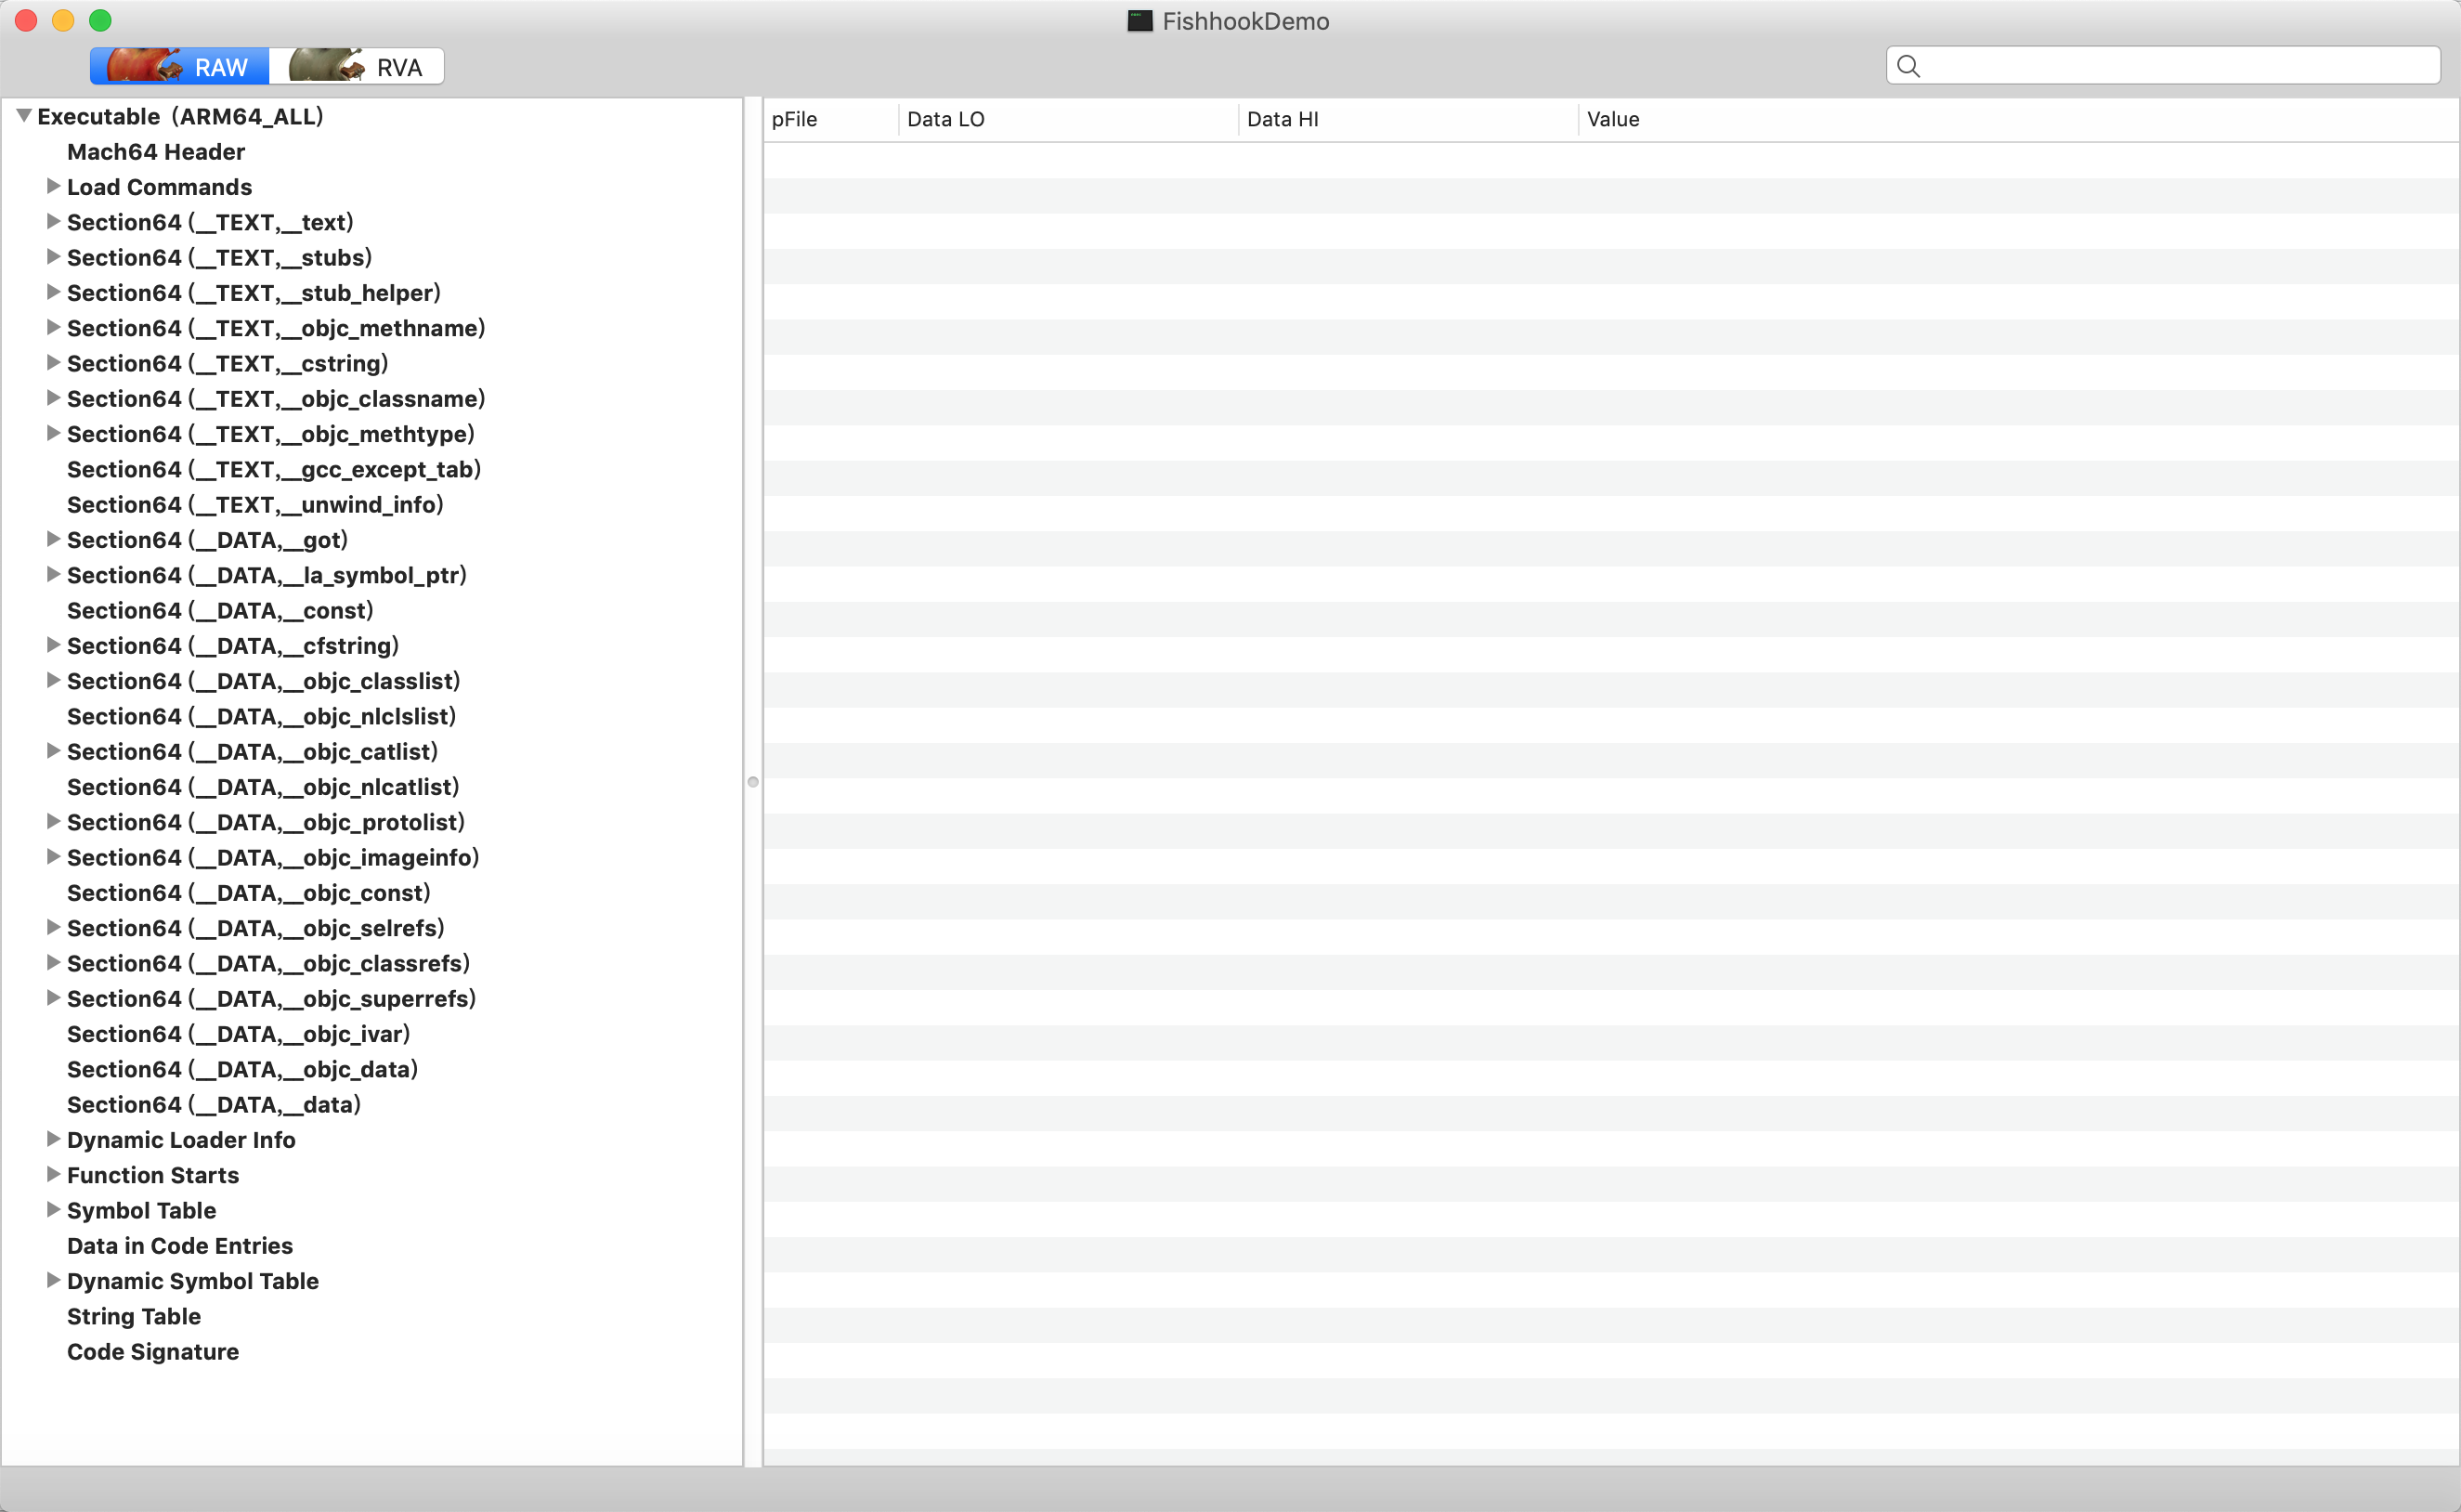 FishhookDemo
RAW RVA
pFile Data LO Data HI Value
Executable (ARM64_ALL)
Mach64 Header
Load Commands
Section64 (__TEXT,__text)
Section64 (__TEXT,__stubs)
Section64 (__TEXT,__stub_helper)
Section64 (__TEXT,__objc_methname)
Section64 (__TEXT,__cstring)
Section64 (__TEXT,__objc_classname)
Section64 (__TEXT,__objc_methtype)
Section64 (__TEXT,__gcc_except_tab)
Section64 (__TEXT,__unwind_info)
Section64 (__DATA,__got)
Section64 (__DATA,__la_symbol_ptr)
Section64 (__DATA,__const)
Section64 (__DATA,__cfstring)
Section64 (__DATA,__objc_classlist)
Section64 (__DATA,__objc_nlclslist)
Section64 (__DATA,__objc_catlist)
Section64 (__DATA,__objc_nlcatlist)
Section64 (__DATA,__objc_protolist)
Section64 (__DATA,__objc_imageinfo)
Section64 (__DATA,__objc_const)
Section64 (__DATA,__objc_selrefs)
Section64 (__DATA,__objc_classrefs)
Section64 (__DATA,__objc_superrefs)
Section64 (__DATA,__objc_ivar)
Section64 (__DATA,__objc_data)
Section64 (__DATA,__data)
Dynamic Loader Info
Function Starts
Symbol Table
Data in Code Entries
Dynamic Symbol Table
String Table
Code Signature